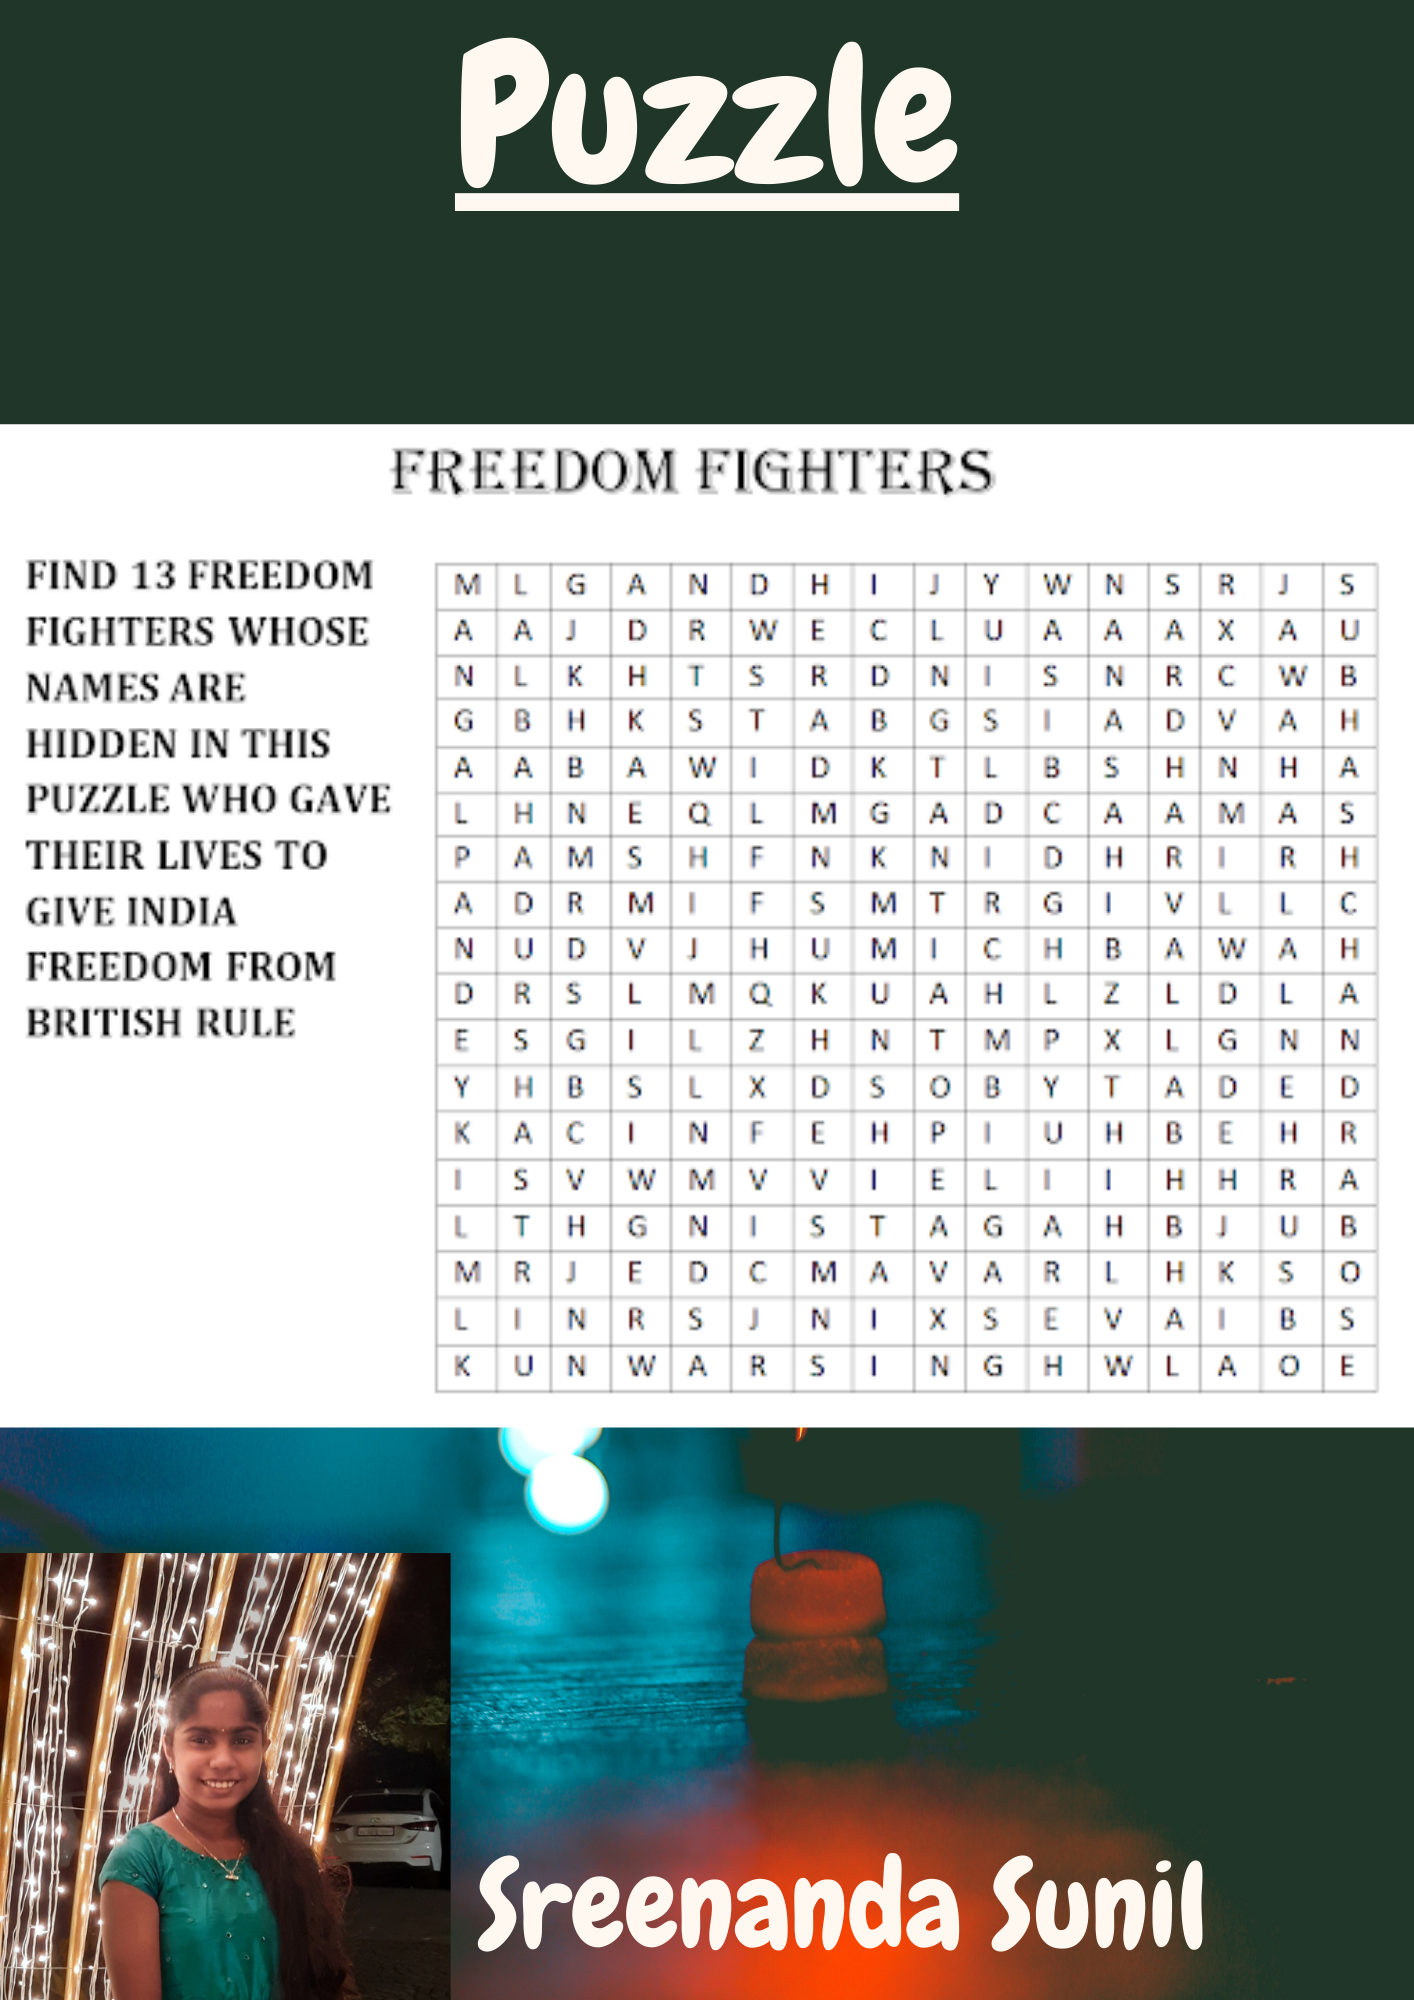 Puzzle
FREEDOM FIGHTERS
FIND 13 FREEDOM
FIGHTERS WHOSE
NAMES ARE
HIDDEN IN THIS
PUZZLE WHO GAVE
THEIR LIVES TO
GIVE INDIA
FREEDOM FROM
BRITISH RULE
M L G A N D H I J Y W N S R J S
A A J D R W E C L U A A A X A U
N L K H T S R D N I S N R C W B
G B H K S T A B G S I A D V A H
A A B A W I D K T L B S H N H A
L H N E Q L M G A D C A A M A S
P A M S H F N K N I D H R I R H
A D R M I F S M T R G I V L L C
N U D V J H U M I C H B A W A H
D R S L M Q K U A H L Z L D L A
E S G I L Z H N T M P X L G N N
Y H B S L X D S O B Y T A D E D
K A C I N F E H P I U H B E H R
I S V W M V V I E L I I H H R A
L T H G N I S T A G A H B J U B
M R J E D C M A V A R L H K S O
L I N R S J N I X S E V A I B S
K U N W A R S I N G H W L A O E
Sreenanda Sunil